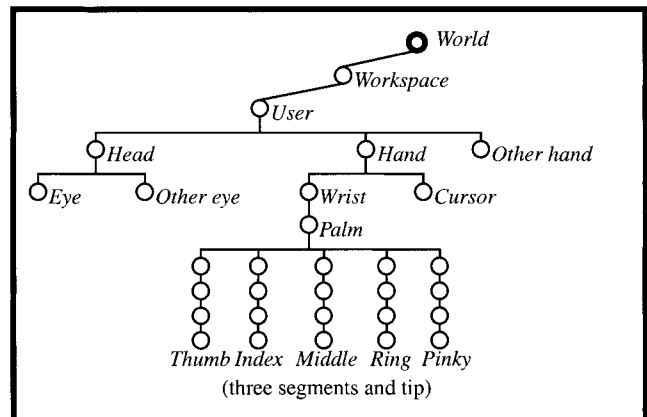 World
Workspace
User
Head Hand Other hand
Eye Other eye Wrist Cursor
Palm
Thumb Index Middle Ring Pinky
(three segments and tip)